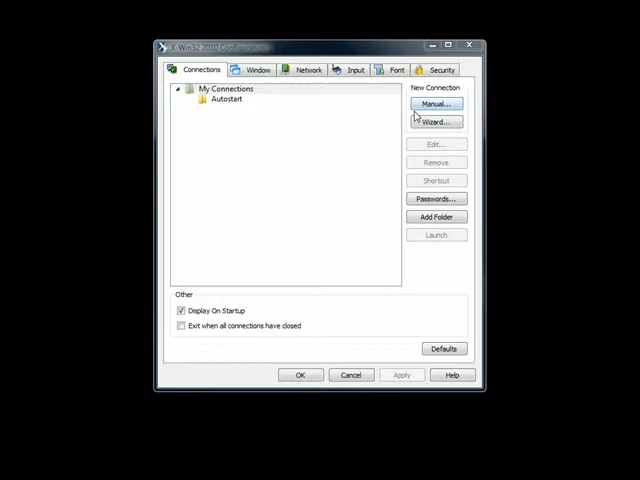 X-Win32 2010 Configuration
Connections
Window
Network
Input
Font
Security
My Connections
Autostart
New Connection
Manual...
Wizard...
Edit...
Remove
Shortcut
Passwords...
Add Folder
Launch
Other
Display On Startup
Exit when all connections have closed
Defaults
OK
Cancel
Apply
Help